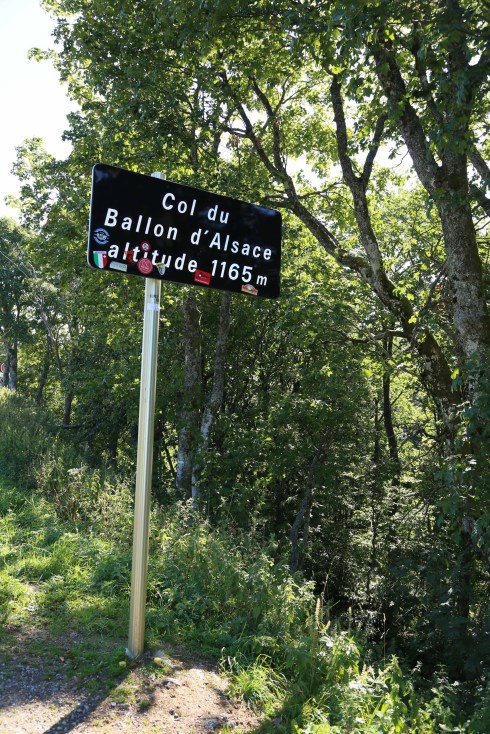 Col du
Ballon d'Alsace
altitude 1165 m